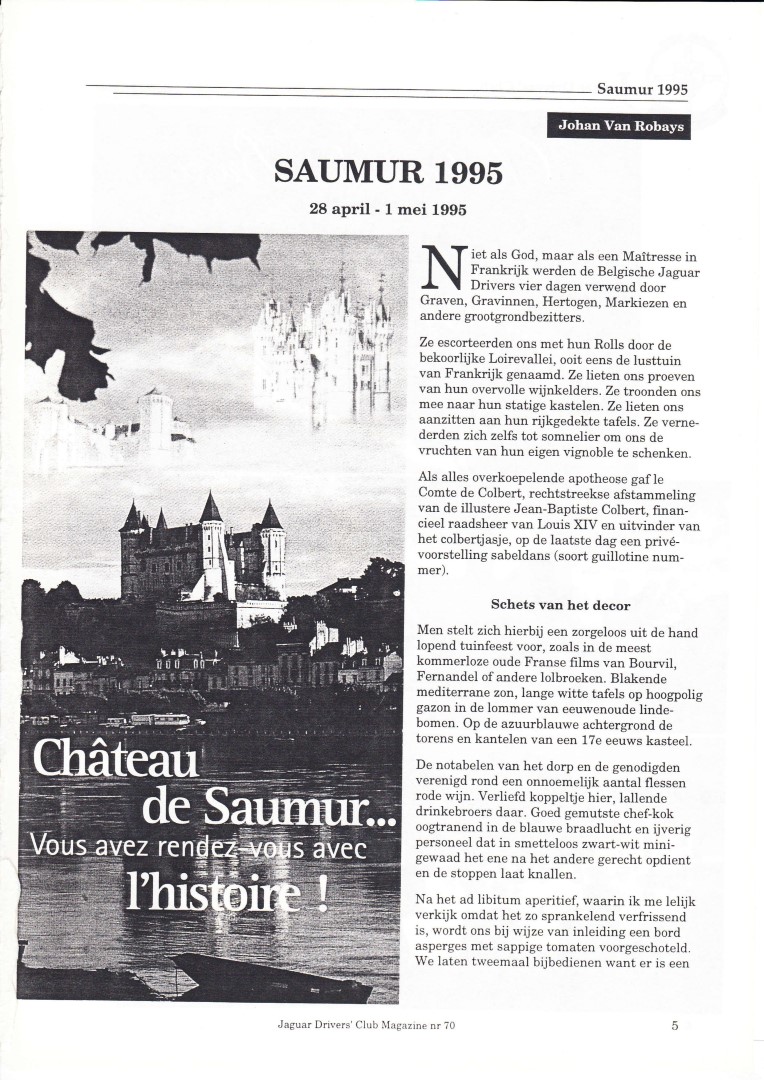 Saumur 1995
Johan Van Robays
SAUMUR 1995
28 april - 1 mei 1995
Niet als God, maar als een Maîtresse in
Frankrijk werden de Belgische Jaguar
Drivers vier dagen verwend door
Graven, Gravinnen, Hertogen, Markiezen en
andere grootgrondbezitters.
Ze escorteerden ons met hun Rolls door de
bekoorlijke Loirevallei, ooit eens de lusttuin
van Frankrijk genaamd. Ze lieten ons proeven
van hun overvolle wijnkelders. Ze troonden ons
mee naar hun statige kastelen. Ze lieten ons
aanzitten aan hun rijkgedekte tafels. Ze verne-
derden zich zelfs tot somnelier om ons de
vruchten van hun eigen vignoble te schenken.
Als alles overkoepelende apotheose gaf le
Comte de Colbert, rechtstreekse afstammeling
van de illustere Jean-Baptiste Colbert, finan-
cieel raadsheer van Louis XIV en uitvinder van
het colbertjasje, op de laatste dag een privé-
voorstelling sabeldans (soort guillotine num-
mer).
Schets van het decor
Men stelt zich hierbij een zorgeloos uit de hand
lopend tuinfeest voor, zoals in de meest
kommerloze oude Franse films van Bourvil,
Fernandel of andere lolbroeken. Blakende
mediterrane zon, lange witte tafels op hoogpolig
gazon in de lommer van eeuwenoude linde-
bomen. Op de azuurblauwe achtergrond de
torens en kantelen van een 17e eeuws kasteel.
De notabelen van het dorp en de genodigden
verenigd rond een onnoemelijk aantal flessen
rode wijn. Verliefd koppeltje hier, lallende
drinkebroers daar. Goed gemutste chef-kok
oogtranend in de blauwe braadlucht en ijverig
personeel dat in smetteloos zwart-wit mini-
gewaad het ene na het andere gerecht opdient
en de stoppen laat knallen.
Na het ad libitum aperitief, waarin ik me lelijk
verkijk omdat het zo sprankelend verfrissend
is, wordt ons bij wijze van inleiding een bord
asperges met sappige tomaten voorgeschoteld.
We laten tweemaal bijbedienen want er is een
Château
de Saumur...
Vous avez rendez-vous avec
l'histoire !
Jaguar Drivers' Club Magazine nr 70
5